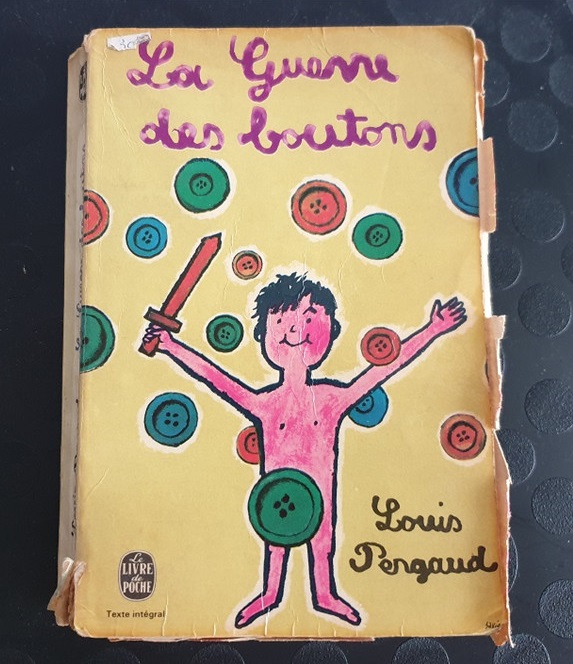 La Guerre
des boutons
Louis
Pergaud
Le
LIVRE
de
POCHE
Texte intégral